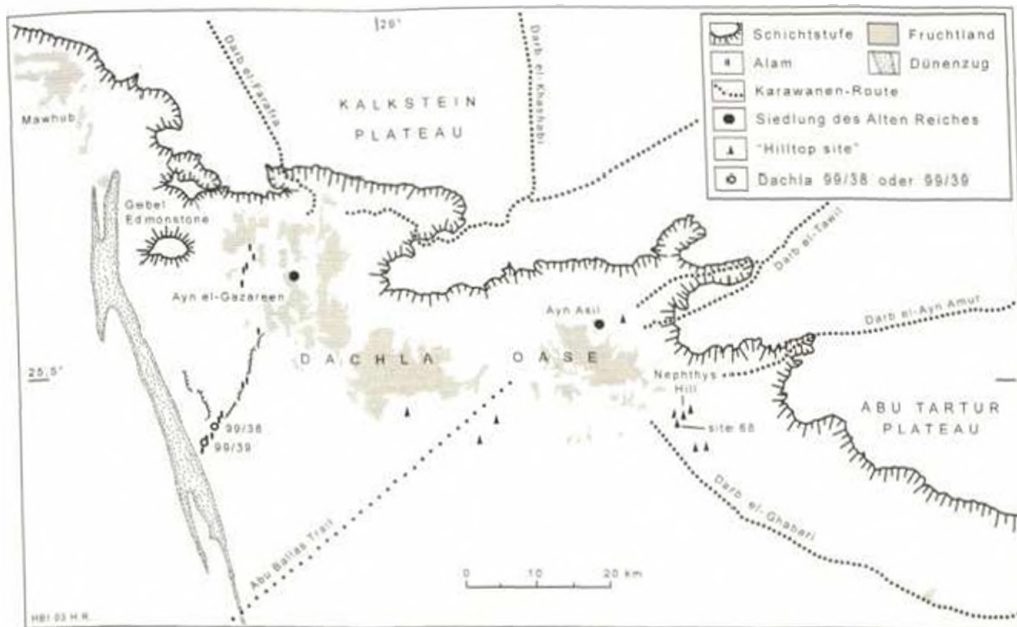 29°
Schichtstufe
Fruchtland
Alam
Dünenzug
Karawanen-Route
Siedlung des Alten Reiches
"Hilltop site"
Dachla 99/38 oder 99/39
Darb el-Farafra
Darb el-Khashabi
KALKSTEIN
PLATEAU
Mawhub
Gebel
Edmonstone
Darb el-Tawil
Ayn el-Gazareen
Ayn Asil
Darb el-Ayn Amur
DACHLA OASE
25.5°
Nephthys
Hill
site 68
ABU TARTUR
PLATEAU
99/38
99/39
Abu Ballas Trail
Darb el-Ghabari
0 10 20 km
HBI 03 H.R.